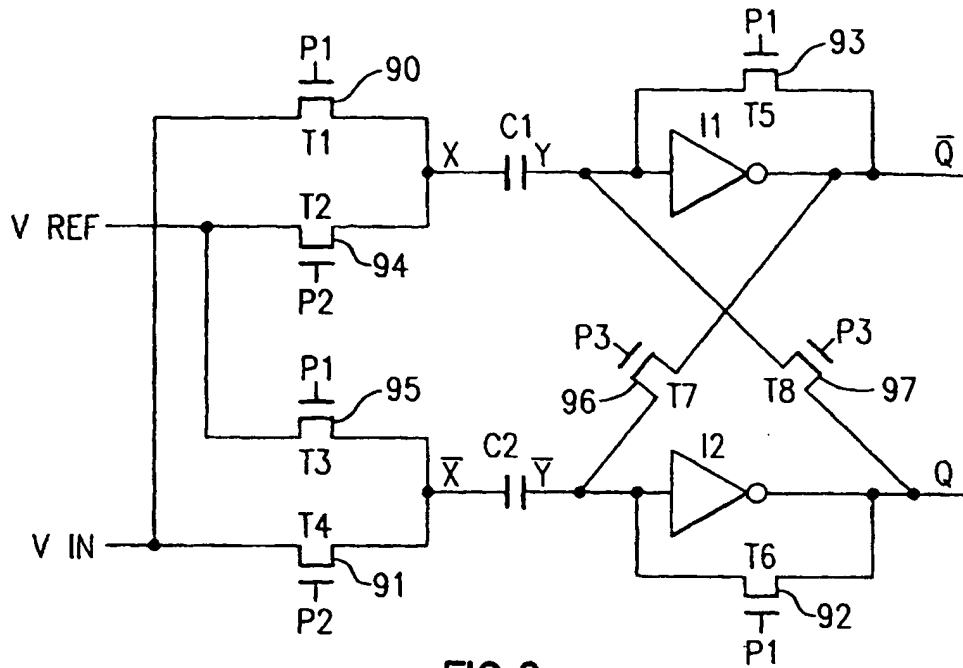 P1
90
T1
T2
V REF
94
P2
P1
95
T3
T4
V IN
91
P2
X
C1
Y
X̅
C2
Y̅
P1
93
T5
I1
Q̅
P3
96
T7
P3
T8
97
I2
Q
T6
92
P1